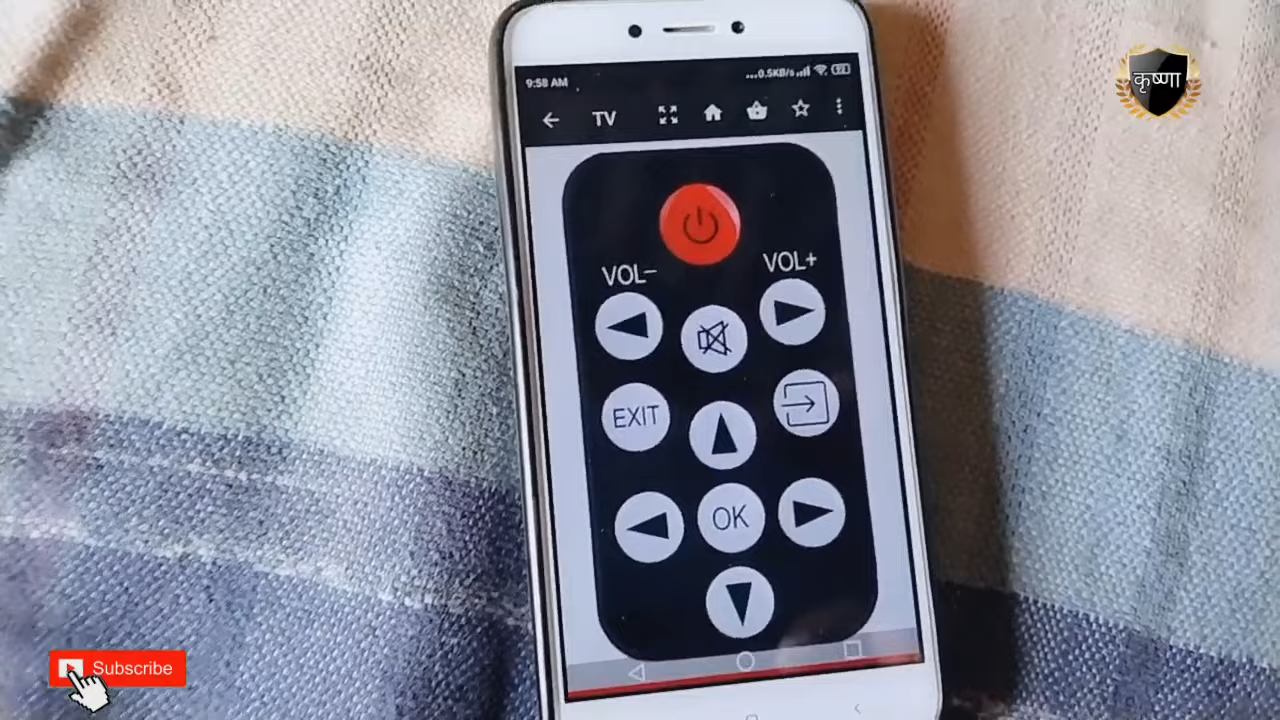 कृष्णा
9:58 AM
...0.5KB/s
TV
VOL-
VOL+
EXIT
OK
Subscribe